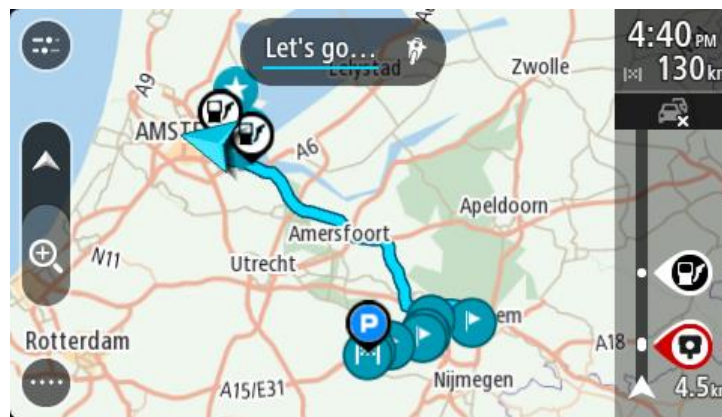 Let's go...
4:40 PM
130 km
Lelystad
Zwolle
A9
AMST
A6
Apeldoorn
Amersfoort
N11
Utrecht
em
Rotterdam
A18
P
A15/E31
Nijmegen
4.5 km